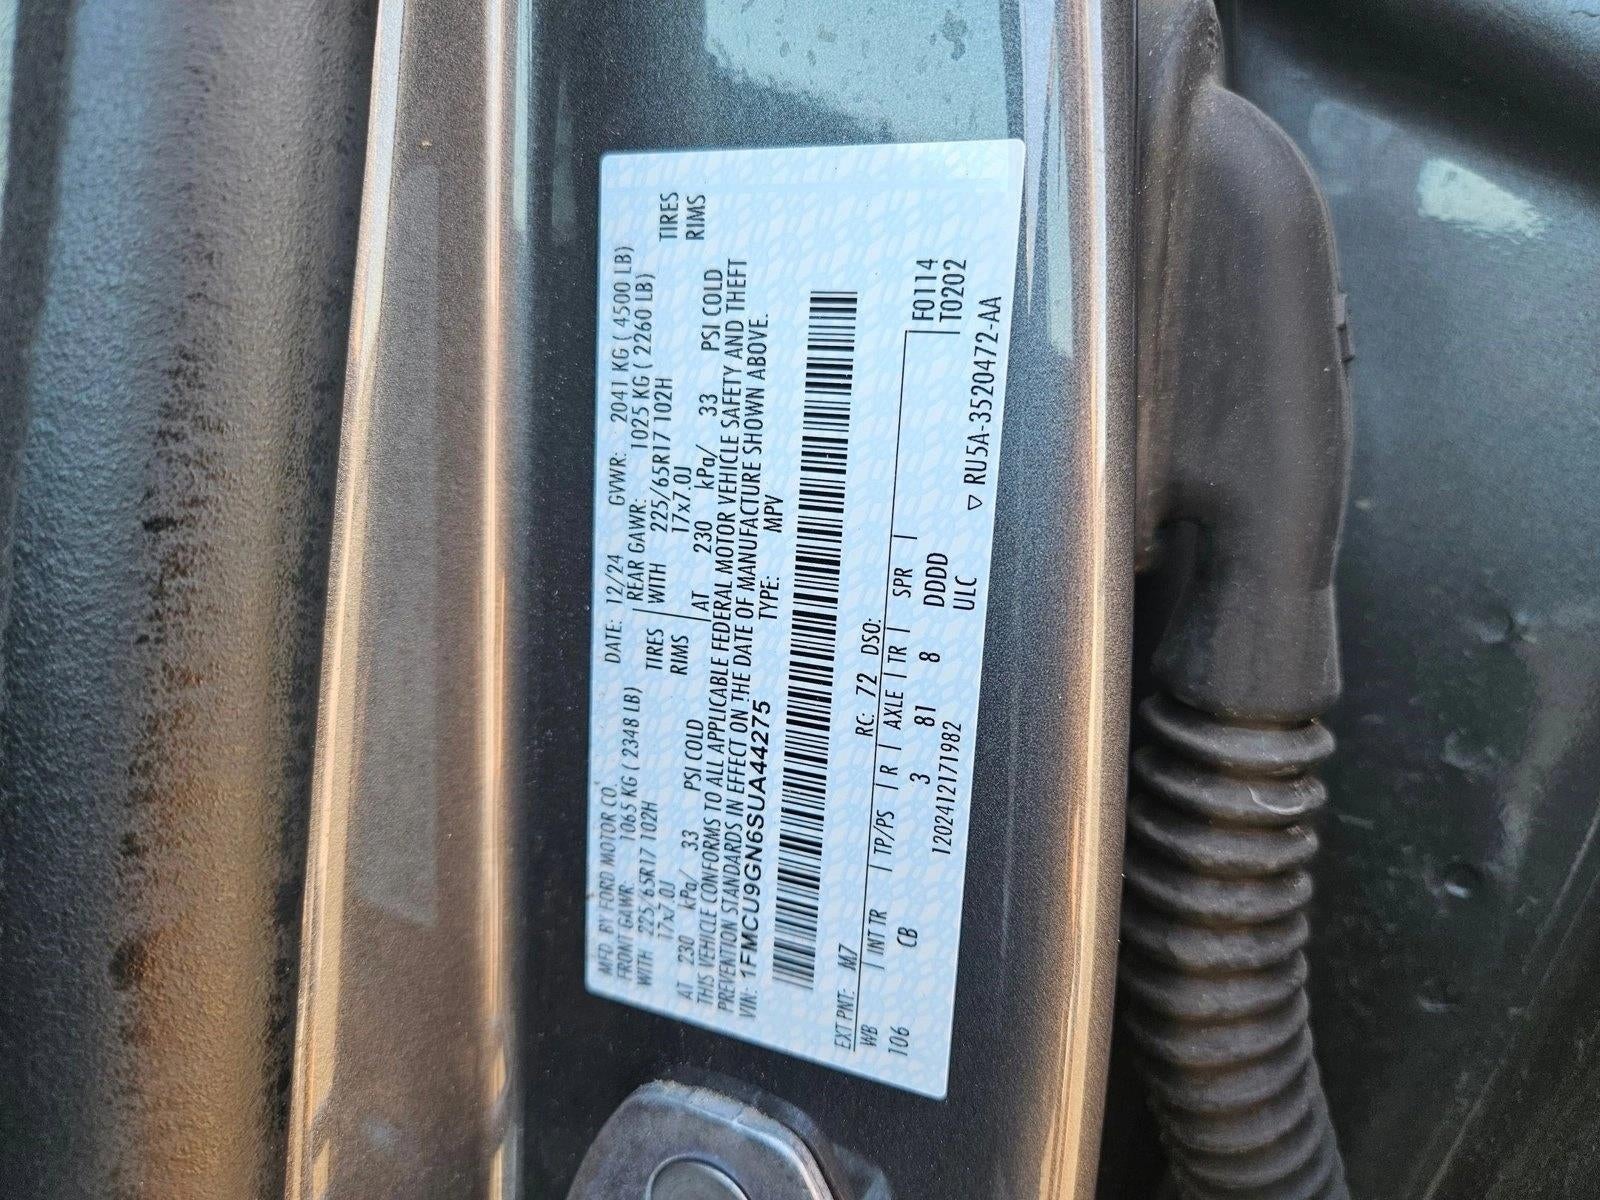 MFD. BY FORD MOTOR CO. DATE: 12/24 GVWR: 2041 KG ( 4500 LB)
FRONT GAWR: 1065 KG ( 2348 LB) REAR GAWR: 1025 KG ( 2260 LB)
WITH 225/65R17 102H TIRES WITH 225/65R17 102H TIRES
17x7.0J RIMS 17x7.0J RIMS
AT 230 kPa/ 33 PSI COLD AT 230 kPa/ 33 PSI COLD
THIS VEHICLE CONFORMS TO ALL APPLICABLE FEDERAL MOTOR VEHICLE SAFETY AND THEFT
PREVENTION STANDARDS IN EFFECT ON THE DATE OF MANUFACTURE SHOWN ABOVE.
VIN: 1FMCU9GN6SUA44275 TYPE: MPV
EXT PNT: M7 RC: 72 DSO:
WB | INT TR | TP/PS | R | AXLE | TR | SPR | F0114
106 CB 3 81 8 DDDD | T0202
1202412171982 ULC ▽ RU5A-3520472-AA